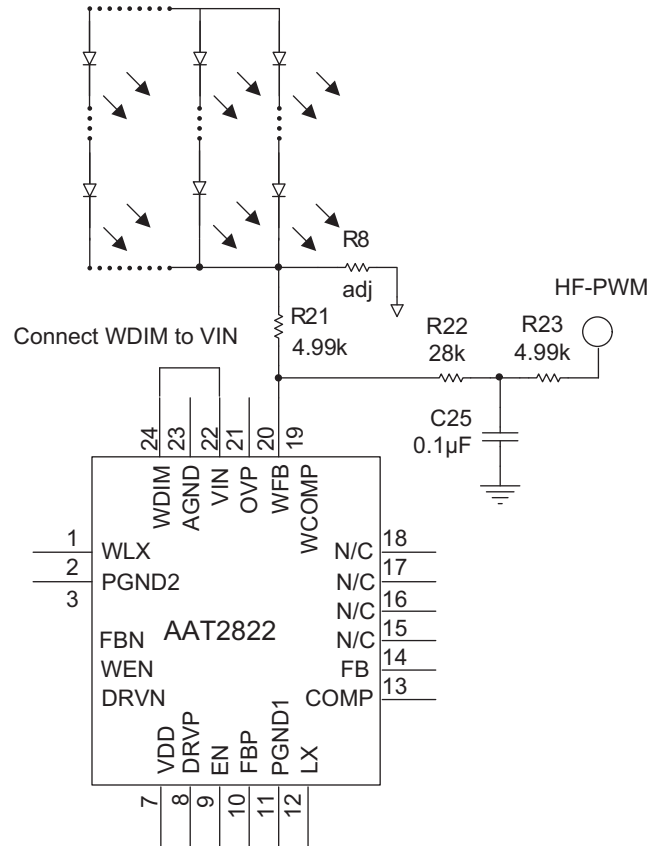 R8
adj
HF-PWM
R21
4.99k
R22
28k
R23
4.99k
Connect WDIM to VIN
C25
0.1µF
24
23
22
21
20
19
WDIM
AGND
VIN
OVP
WFB
WCOMP
1
WLX
2
PGND2
3
FBN
WEN
DRVN
AAT2822
N/C
18
N/C
17
N/C
16
N/C
15
FB
14
COMP
13
VDD
DRVP
EN
FBP
PGND1
LX
7
8
9
10
11
12